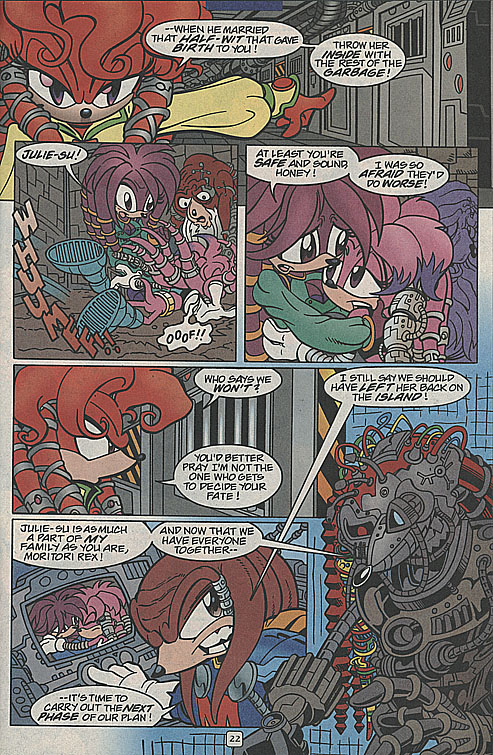 --WHEN HE MARRIED
THAT HALF-WIT THAT GAVE
BIRTH TO YOU!
THROW HER
INSIDE WITH
THE REST OF THE
GARBAGE!
JULIE-SU!
WHUMP!!
OOOF!!
AT LEAST YOU'RE
SAFE AND SOUND,
HONEY!
I WAS SO
AFRAID THEY'D
DO WORSE!
WHO SAYS WE
WON'T?
YOU'D BETTER
PRAY I'M NOT THE
ONE WHO GETS
TO DECIDE YOUR
FATE!
I STILL SAY WE SHOULD
HAVE LEFT HER BACK ON
THE ISLAND!
JULIE-SU IS AS MUCH
A PART OF MY
FAMILY AS YOU ARE,
MORITORI REX!
AND NOW THAT WE
HAVE EVERYONE
TOGETHER--
--IT'S TIME TO
CARRY OUT THE NEXT
PHASE OF OUR PLAN!
22